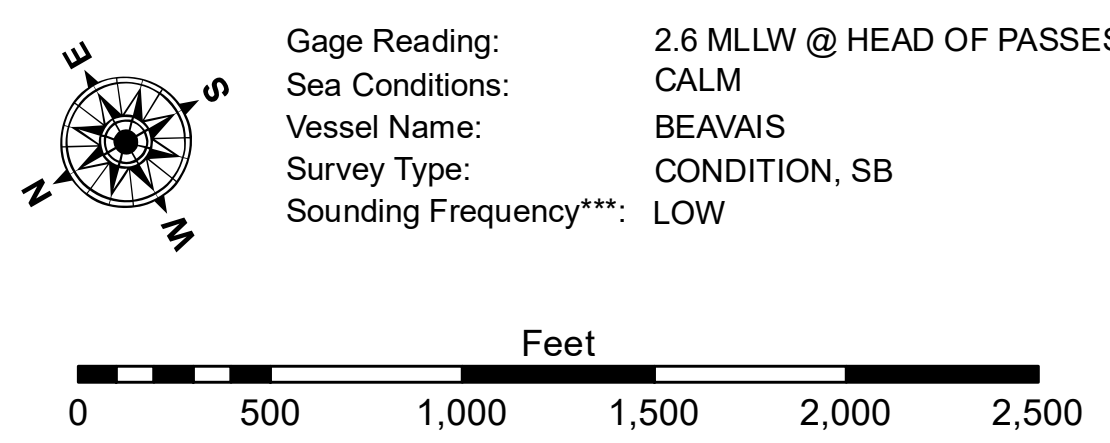 E
S
N
W
Gage Reading: 2.6 MLLW @ HEAD OF PASSES
Sea Conditions: CALM
Vessel Name: BEAVAIS
Survey Type: CONDITION, SB
Sounding Frequency***: LOW
Feet
0 500 1,000 1,500 2,000 2,500